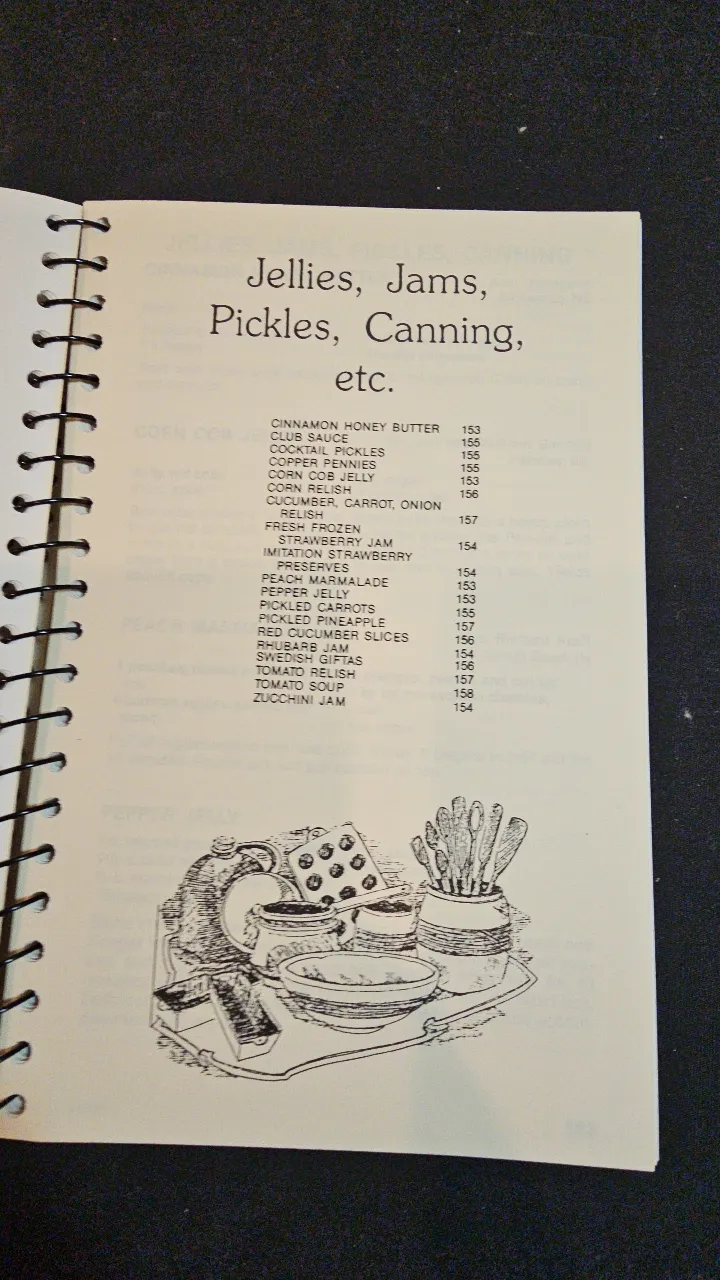 Jellies, Jams,
Pickles, Canning,
etc.
CINNAMON HONEY BUTTER 153
CLUB SAUCE 155
COCKTAIL PICKLES 155
COPPER PENNIES 155
CORN COB JELLY 153
CORN RELISH 156
CUCUMBER, CARROT, ONION
RELISH 157
FRESH FROZEN
STRAWBERRY JAM 154
IMITATION STRAWBERRY
PRESERVES 154
PEACH MARMALADE 153
PEPPER JELLY 153
PICKLED CARROTS 155
PICKLED PINEAPPLE 157
RED CUCUMBER SLICES 156
RHUBARB JAM 154
SWEDISH GIFTAS 156
TOMATO RELISH 157
TOMATO SOUP 158
ZUCCHINI JAM 154